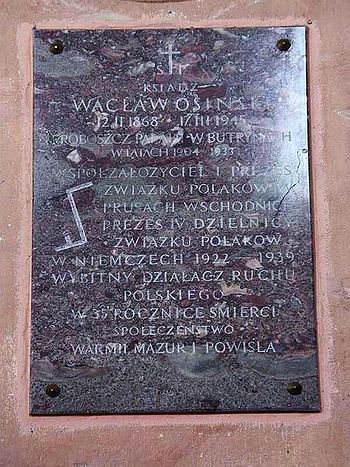 Ś P
KSIĄDZ
WACŁAW OSIŃSKI
12 II 1868 17 III 1945
PROBOSZCZ PARAFII W BUTRYNACH
W LATACH 1904-
WSPÓŁZAŁOŻYCIEL I PREZES
ZWIĄZKU POLAKÓW W
PRUSACH WSCHODNICH
PREZES IV DZIELNICY
ZWIĄZKU POLAKÓW
W NIEMCZECH 1922 1939
WYBITNY DZIAŁACZ RUCHU
POLSKIEGO
W 35 ROCZNICĘ ŚMIERCI
SPOŁECZEŃSTWO
WARMII MAZUR I POWIŚLA